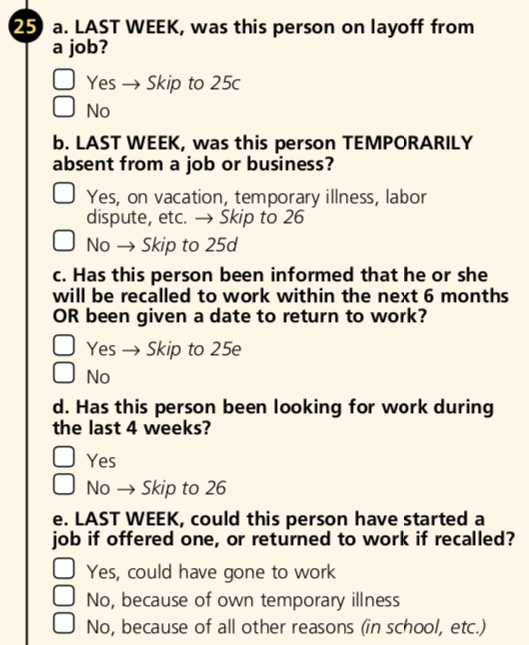 25 a. LAST WEEK, was this person on layoff from
a job?
Yes → Skip to 25c
No
b. LAST WEEK, was this person TEMPORARILY
absent from a job or business?
Yes, on vacation, temporary illness, labor
dispute, etc. → Skip to 26
No → Skip to 25d
c. Has this person been informed that he or she
will be recalled to work within the next 6 months
OR been given a date to return to work?
Yes → Skip to 25e
No
d. Has this person been looking for work during
the last 4 weeks?
Yes
No → Skip to 26
e. LAST WEEK, could this person have started a
job if offered one, or returned to work if recalled?
Yes, could have gone to work
No, because of own temporary illness
No, because of all other reasons (in school, etc.)